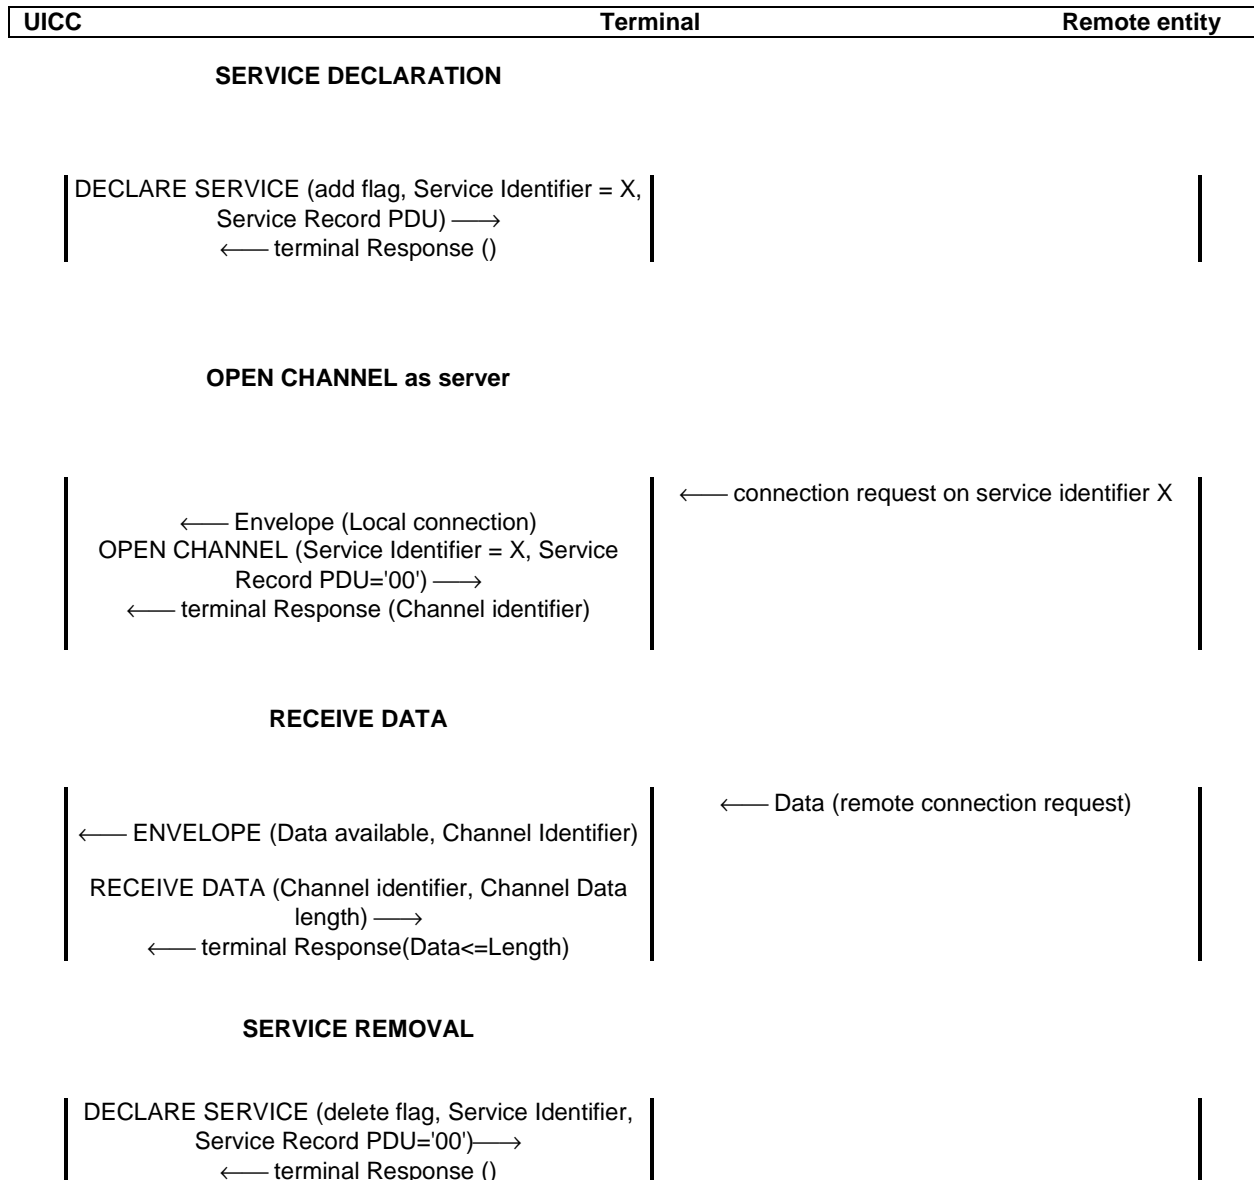 UICC Terminal Remote entity
SERVICE DECLARATION
DECLARE SERVICE (add flag, Service Identifier = X,
Service Record PDU) ⟶
⟵ terminal Response ()
OPEN CHANNEL as server
⟵ connection request on service identifier X
⟵ Envelope (Local connection)
OPEN CHANNEL (Service Identifier = X, Service
Record PDU='00') ⟶
⟵ terminal Response (Channel identifier)
RECEIVE DATA
⟵ Data (remote connection request)
⟵ ENVELOPE (Data available, Channel Identifier)
RECEIVE DATA (Channel identifier, Channel Data
length) ⟶
⟵ terminal Response(Data<=Length)
SERVICE REMOVAL
DECLARE SERVICE (delete flag, Service Identifier,
Service Record PDU='00')⟶
⟵ terminal Response ()